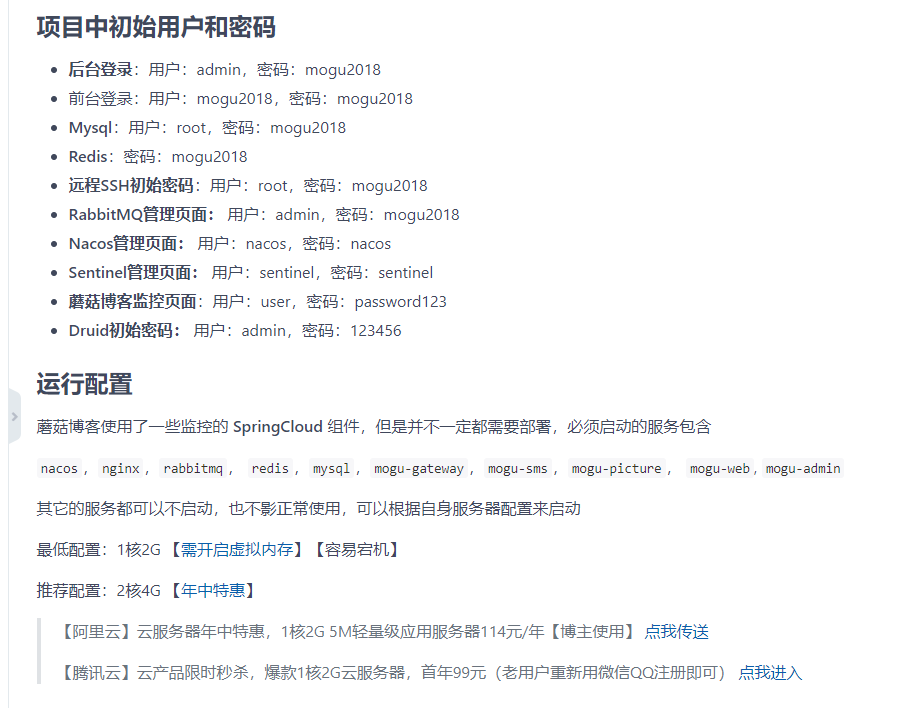 项目中初始用户和密码
后台登录：用户：admin，密码：mogu2018
前台登录：用户：mogu2018，密码：mogu2018
Mysql：用户：root，密码：mogu2018
Redis：密码：mogu2018
远程SSH初始密码：用户：root，密码：mogu2018
RabbitMQ管理页面： 用户：admin，密码：mogu2018
Nacos管理页面： 用户：nacos，密码：nacos
Sentinel管理页面： 用户：sentinel，密码：sentinel
蘑菇博客监控页面：用户：user，密码：password123
Druid初始密码： 用户：admin，密码：123456
运行配置
蘑菇博客使用了一些监控的 SpringCloud 组件，但是并不一定都需要部署，必须启动的服务包含
nacos ， nginx ， rabbitmq ， redis ， mysql ， mogu-gateway ， mogu-sms ， mogu-picture ， mogu-web , mogu-admin
其它的服务都可以不启动，也不影正常使用，可以根据自身服务器配置来启动
最低配置：1核2G 【需开启虚拟内存】【容易宕机】
推荐配置：2核4G 【年中特惠】
【阿里云】云服务器年中特惠，1核2G 5M轻量级应用服务器114元/年【博主使用】 点我传送
【腾讯云】云产品限时秒杀，爆款1核2G云服务器，首年99元（老用户重新用微信QQ注册即可） 点我进入